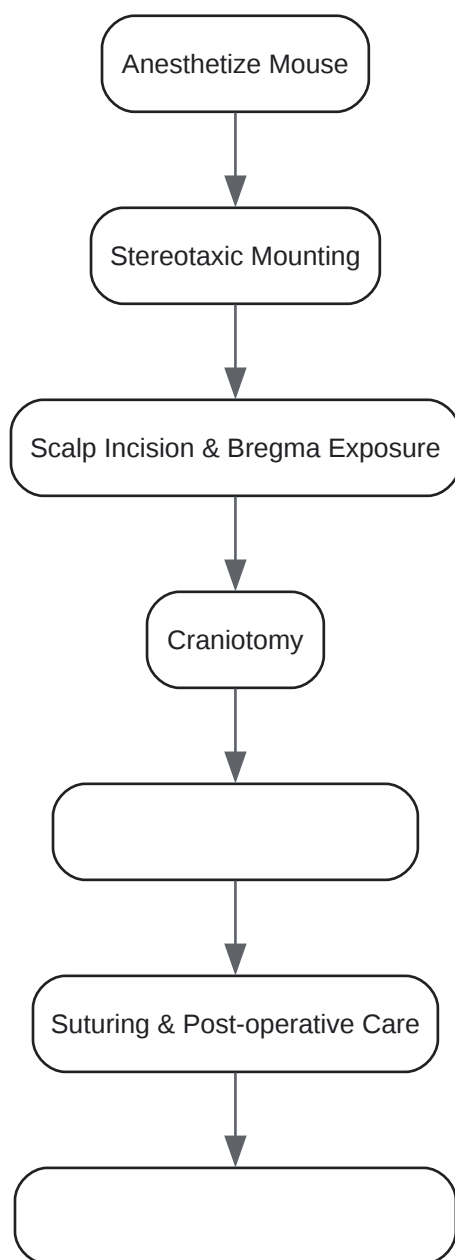 Anesthetize Mouse
Stereotaxic Mounting
Scalp Incision & Bregma Exposure
Craniotomy
Suturing & Post-operative Care